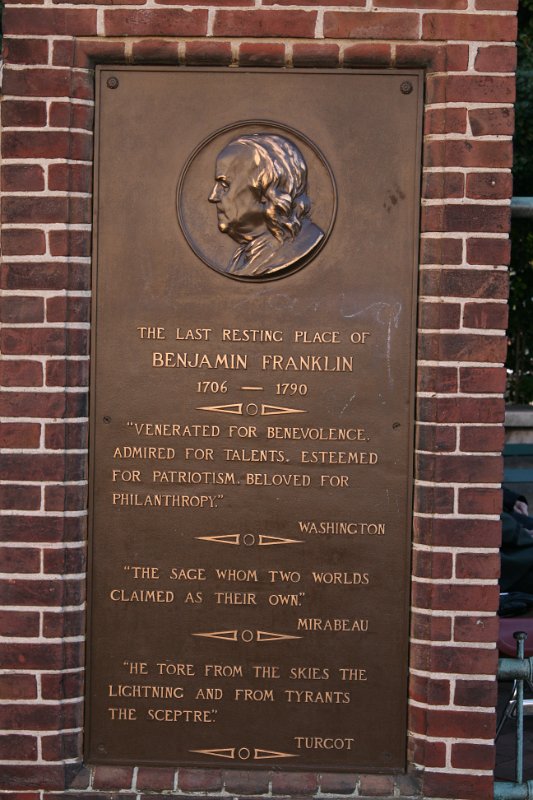 THE LAST RESTING PLACE OF
BENJAMIN FRANKLIN
1706 — 1790
"VENERATED FOR BENEVOLENCE.
ADMIRED FOR TALENTS. ESTEEMED
FOR PATRIOTISM. BELOVED FOR
PHILANTHROPY."
WASHINGTON
"THE SAGE WHOM TWO WORLDS
CLAIMED AS THEIR OWN."
MIRABEAU
"HE TORE FROM THE SKIES THE
LIGHTNING AND FROM TYRANTS
THE SCEPTRE."
TURGOT